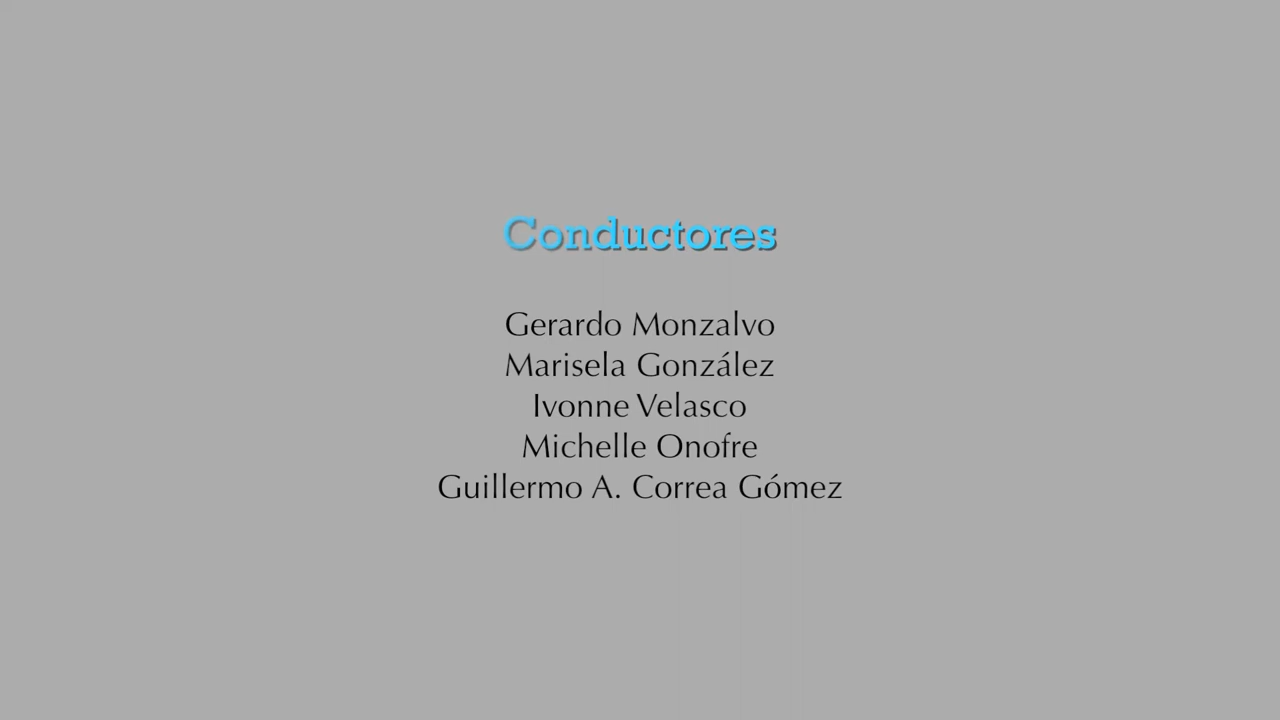 Conductores
Gerardo Monzalvo
Marisela González
Ivonne Velasco
Michelle Onofre
Guillermo A. Correa Gómez